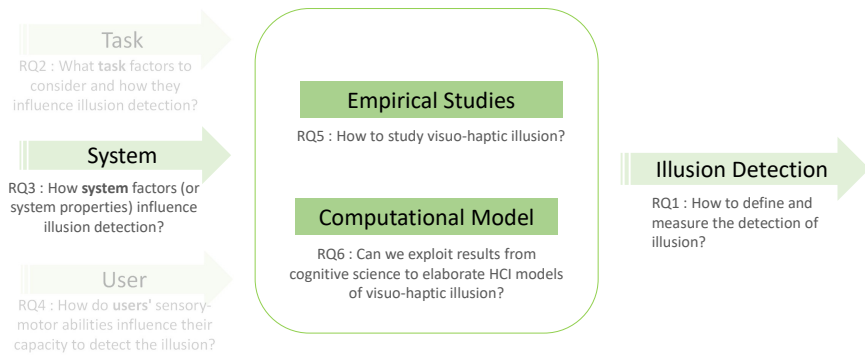 Task
RQ2 : What task factors to
consider and how they
influence illusion detection?
System
RQ3 : How system factors (or
system properties) influence
illusion detection?
User
RQ4 : How do users' sensory-
motor abilities influence their
capacity to detect the illusion?
Empirical Studies
RQ5 : How to study visuo-haptic illusion?
Computational Model
RQ6 : Can we exploit results from
cognitive science to elaborate HCI models
of visuo-haptic illusion?
Illusion Detection
RQ1 : How to define and
measure the detection of
illusion?